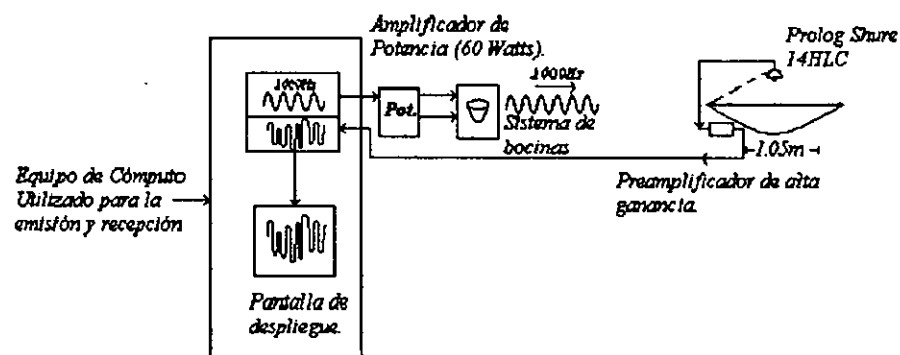 Amplificador de
Potencia (60 Watts).
Prolog Shure
14HLC
1000Hz
Pot.
Sistema de
bocinas
1.05m
Preamplificador de alta
ganancia.
Equipo de Cómputo
Utilizado para la
emisión y recepción
Pantalla de
despliegue.